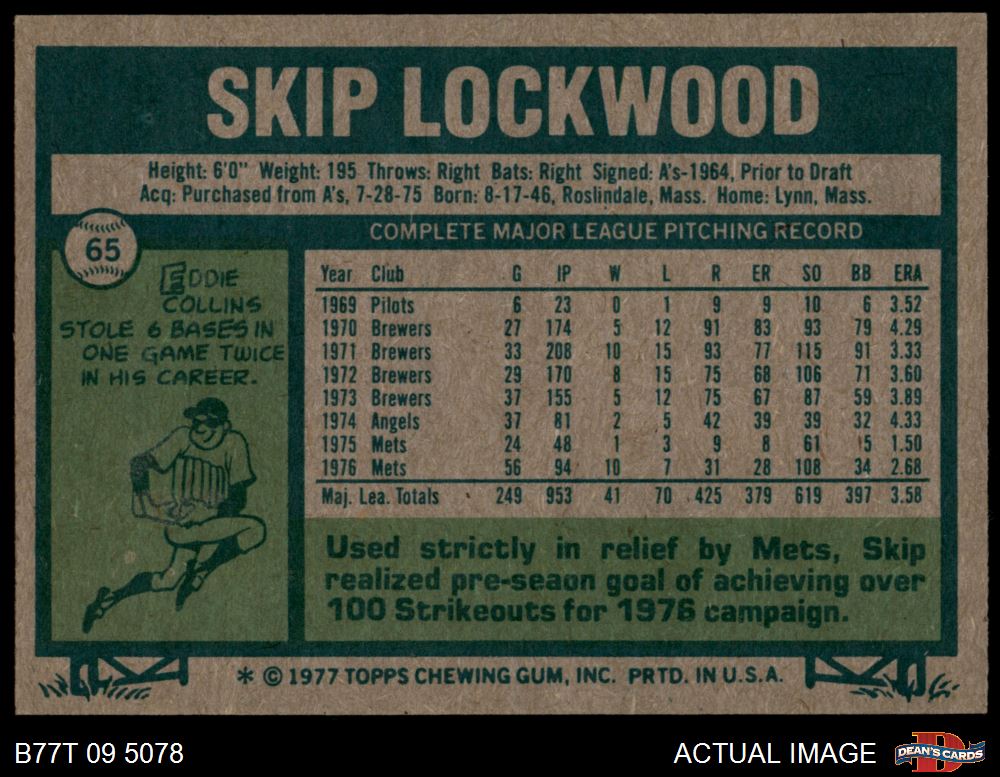 SKIP LOCKWOOD
Height: 6'0" Weight: 195 Throws: Right Bats: Right Signed: A's-1964, Prior to Draft
Acq: Purchased from A's, 7-28-75 Born: 8-17-46, Roslindale, Mass. Home: Lynn, Mass.
65
EDDIE
COLLINS
STOLE 6 BASES IN
ONE GAME TWICE
IN HIS CAREER.
COMPLETE MAJOR LEAGUE PITCHING RECORD
Year Club G IP W L R ER SO BB ERA
1969 Pilots 6 23 0 1 9 9 10 6 3.52
1970 Brewers 27 174 5 12 91 83 93 79 4.29
1971 Brewers 33 208 10 15 93 77 115 91 3.33
1972 Brewers 29 170 8 15 75 68 106 71 3.60
1973 Brewers 37 155 5 12 75 67 87 59 3.89
1974 Angels 37 81 2 5 42 39 39 32 4.33
1975 Mets 24 48 1 3 9 8 61 5 1.50
1976 Mets 56 94 10 7 31 28 108 34 2.68
Maj. Lea. Totals 249 953 41 70 425 379 619 397 3.58
Used strictly in relief by Mets, Skip
realized pre-seaon goal of achieving over
100 Strikeouts for 1976 campaign.
* © 1977 TOPPS CHEWING GUM, INC. PRTD. IN U.S.A.
B77T 09 5078
ACTUAL IMAGE
DEAN'S CARDS